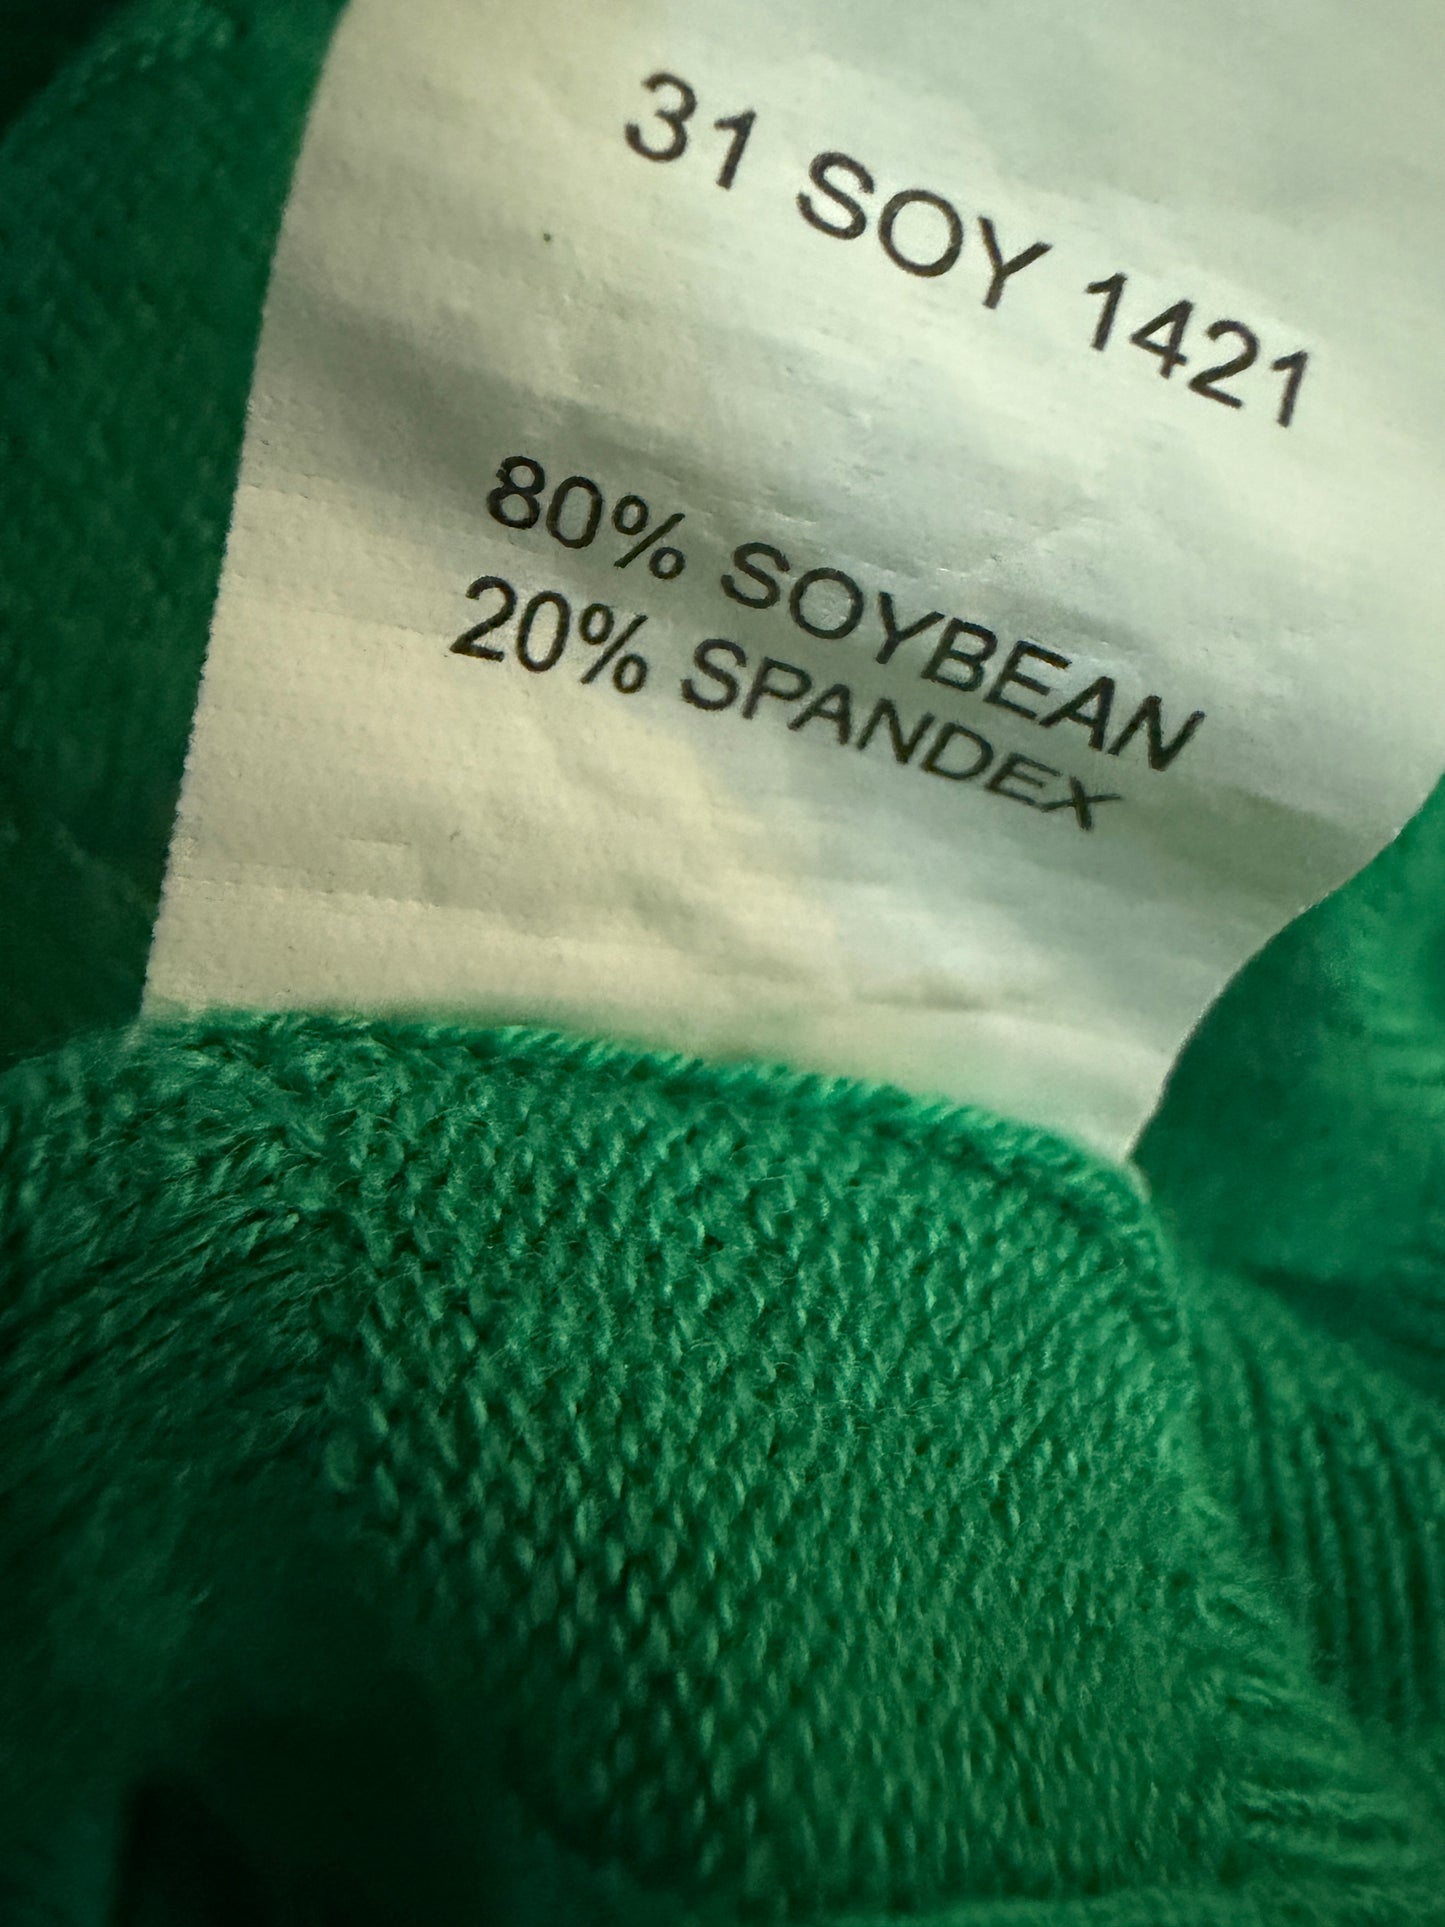 31 SOY 1421
80% SOYBEAN
20% SPANDEX